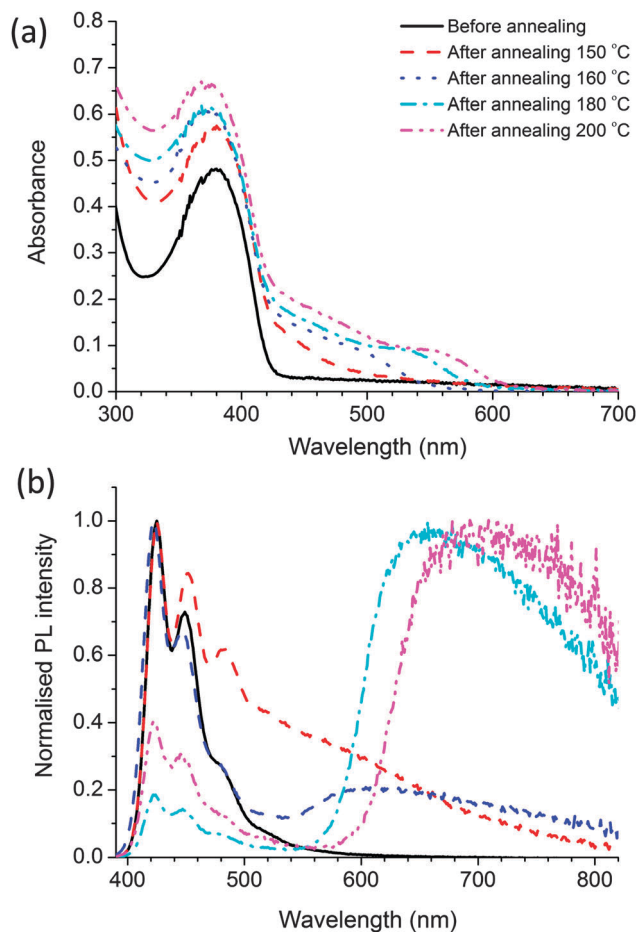 (a)
Before annealing
After annealing 150 °C
After annealing 160 °C
After annealing 180 °C
After annealing 200 °C
0.8
0.7
0.6
0.5
0.4
0.3
0.2
0.1
0.0
Absorbance
300 400 500 600 700
Wavelength (nm)
(b)
1.0
0.8
0.6
0.4
0.2
0.0
Normalised PL intensity
400 500 600 700 800
Wavelength (nm)